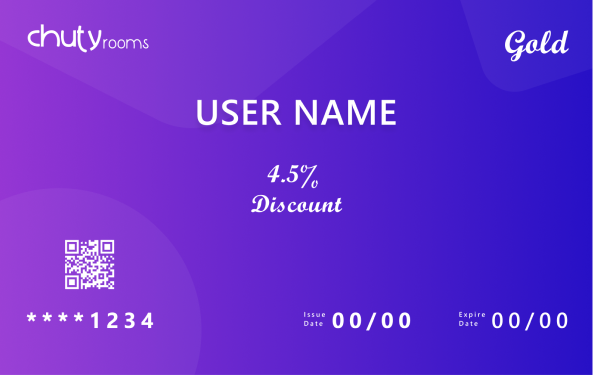 chutyrooms
Gold
USER NAME
4.5%
Discount
****1234
Issue Date 00/00
Expire Date 00/00